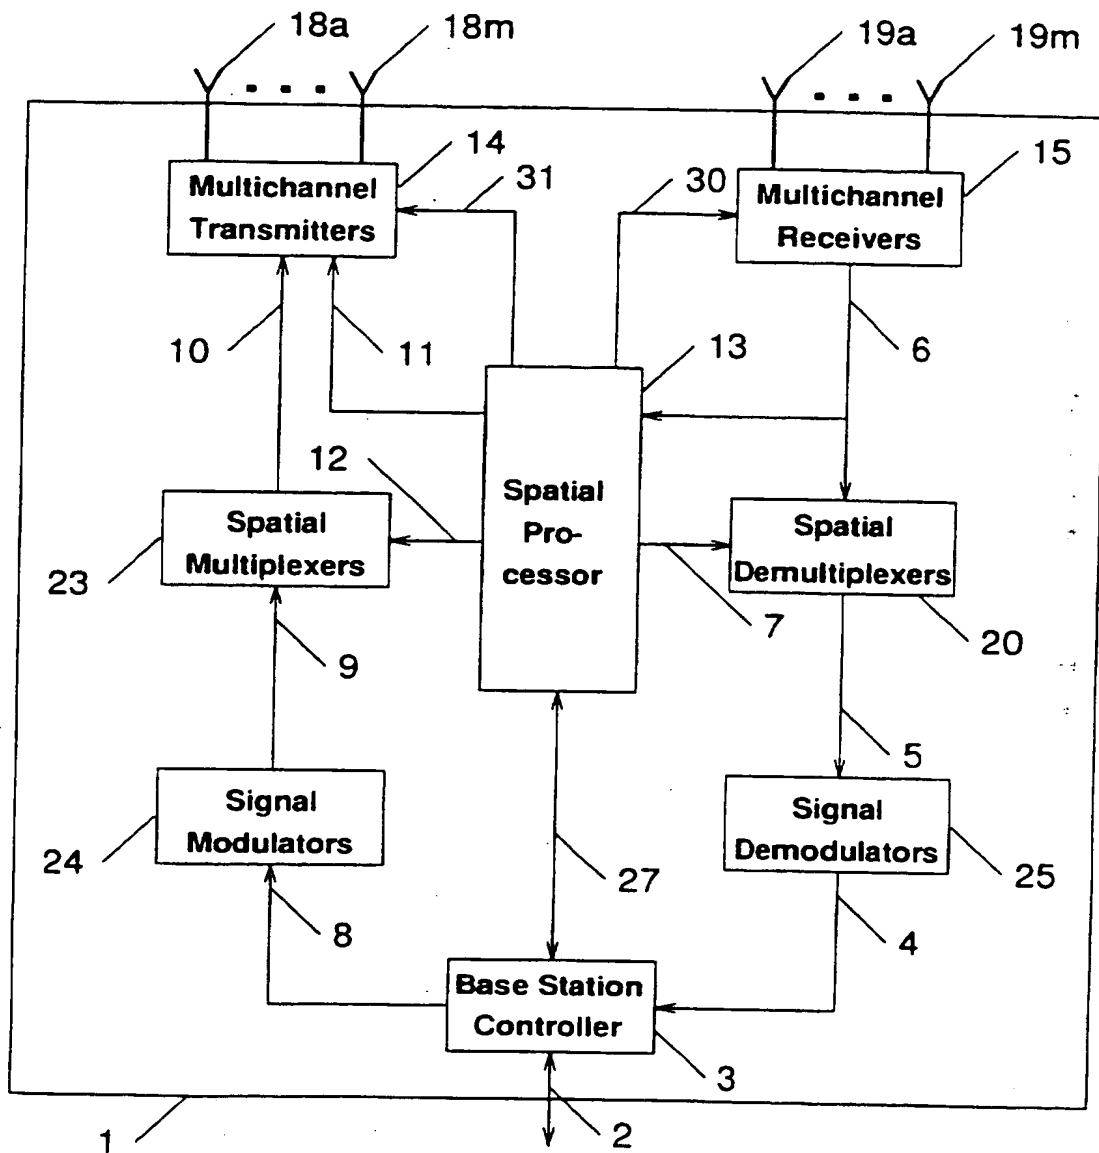 18a
18m
19a
19m
14
31
30
15
Multichannel
Transmitters
Multichannel
Receivers
10
11
13
6
12
Spatial
Pro-
cessor
Spatial
Multiplexers
Spatial
Demultiplexers
23
7
20
9
5
Signal
Modulators
Signal
Demodulators
24
27
25
8
4
Base Station
Controller
3
1
2